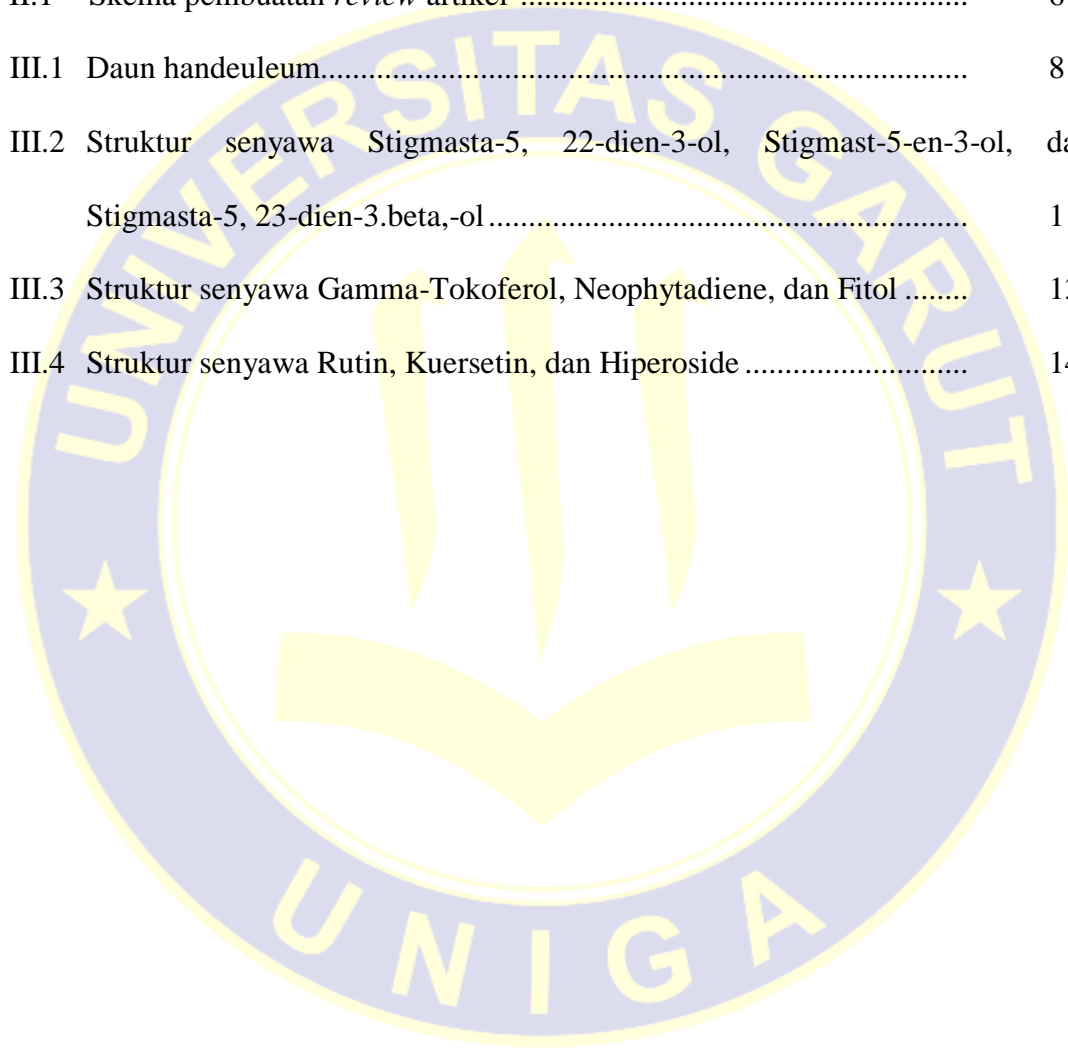 Skema pembuatan review artikel ................................................
III.1 Daun handeuleum................................................................ 8
III.2 Struktur senyawa Stigmasta-5, 22-dien-3-ol, Stigmast-5-en-3-ol,
Stigmasta-5, 23-dien-3.beta,-ol ................................................
III.3 Struktur senyawa Gamma-Tokoferol, Neophytadiene, dan Fitol ........
III.4 Struktur senyawa Rutin, Kuersetin, dan Hiperoside ........................ 14
UNIVERSITAS GARUT
UNIGA